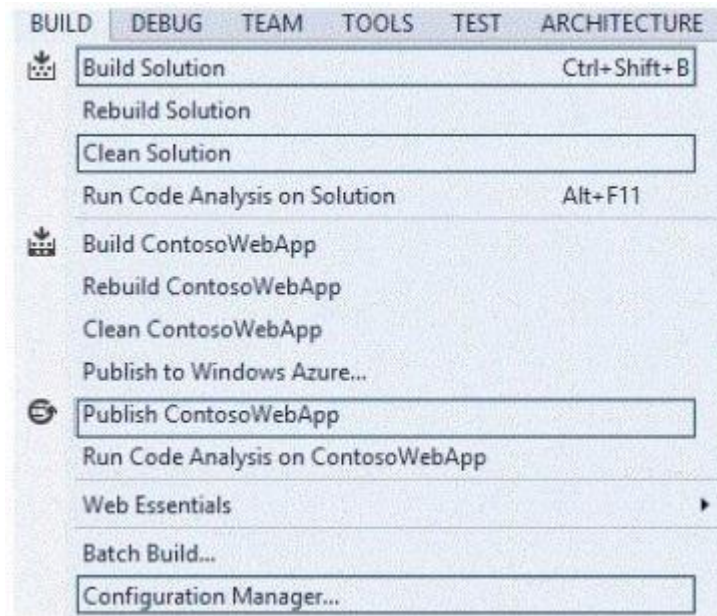 BUILD DEBUG TEAM TOOLS TEST ARCHITECTURE
Build Solution Ctrl+Shift+B
Rebuild Solution
Clean Solution
Run Code Analysis on Solution Alt+F11
Build ContosoWebApp
Rebuild ContosoWebApp
Clean ContosoWebApp
Publish to Windows Azure...
Publish ContosoWebApp
Run Code Analysis on ContosoWebApp
Web Essentials
Batch Build...
Configuration Manager...